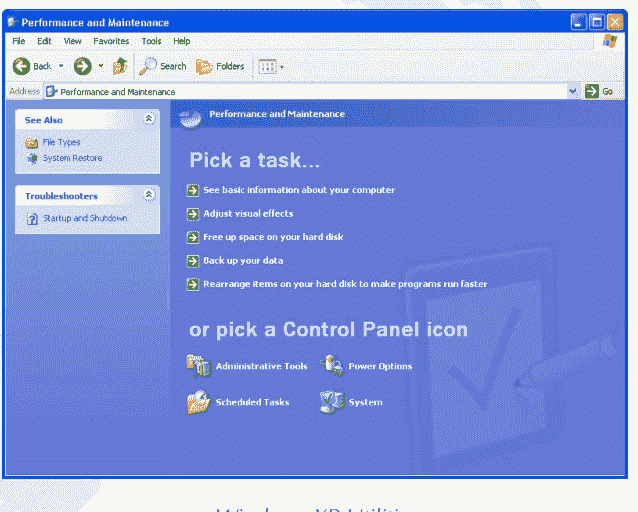 Performance and Maintenance
File Edit View Favorites Tools Help
Back Search Folders
Address Performance and Maintenance Go
See Also
File Types
System Restore
Troubleshooters
Startup and Shutdown
Performance and Maintenance
Pick a task...
See basic information about your computer
Adjust visual effects
Free up space on your hard disk
Back up your data
Rearrange items on your hard disk to make programs run faster
or pick a Control Panel icon
Administrative Tools Power Options
Scheduled Tasks System
Windows XP